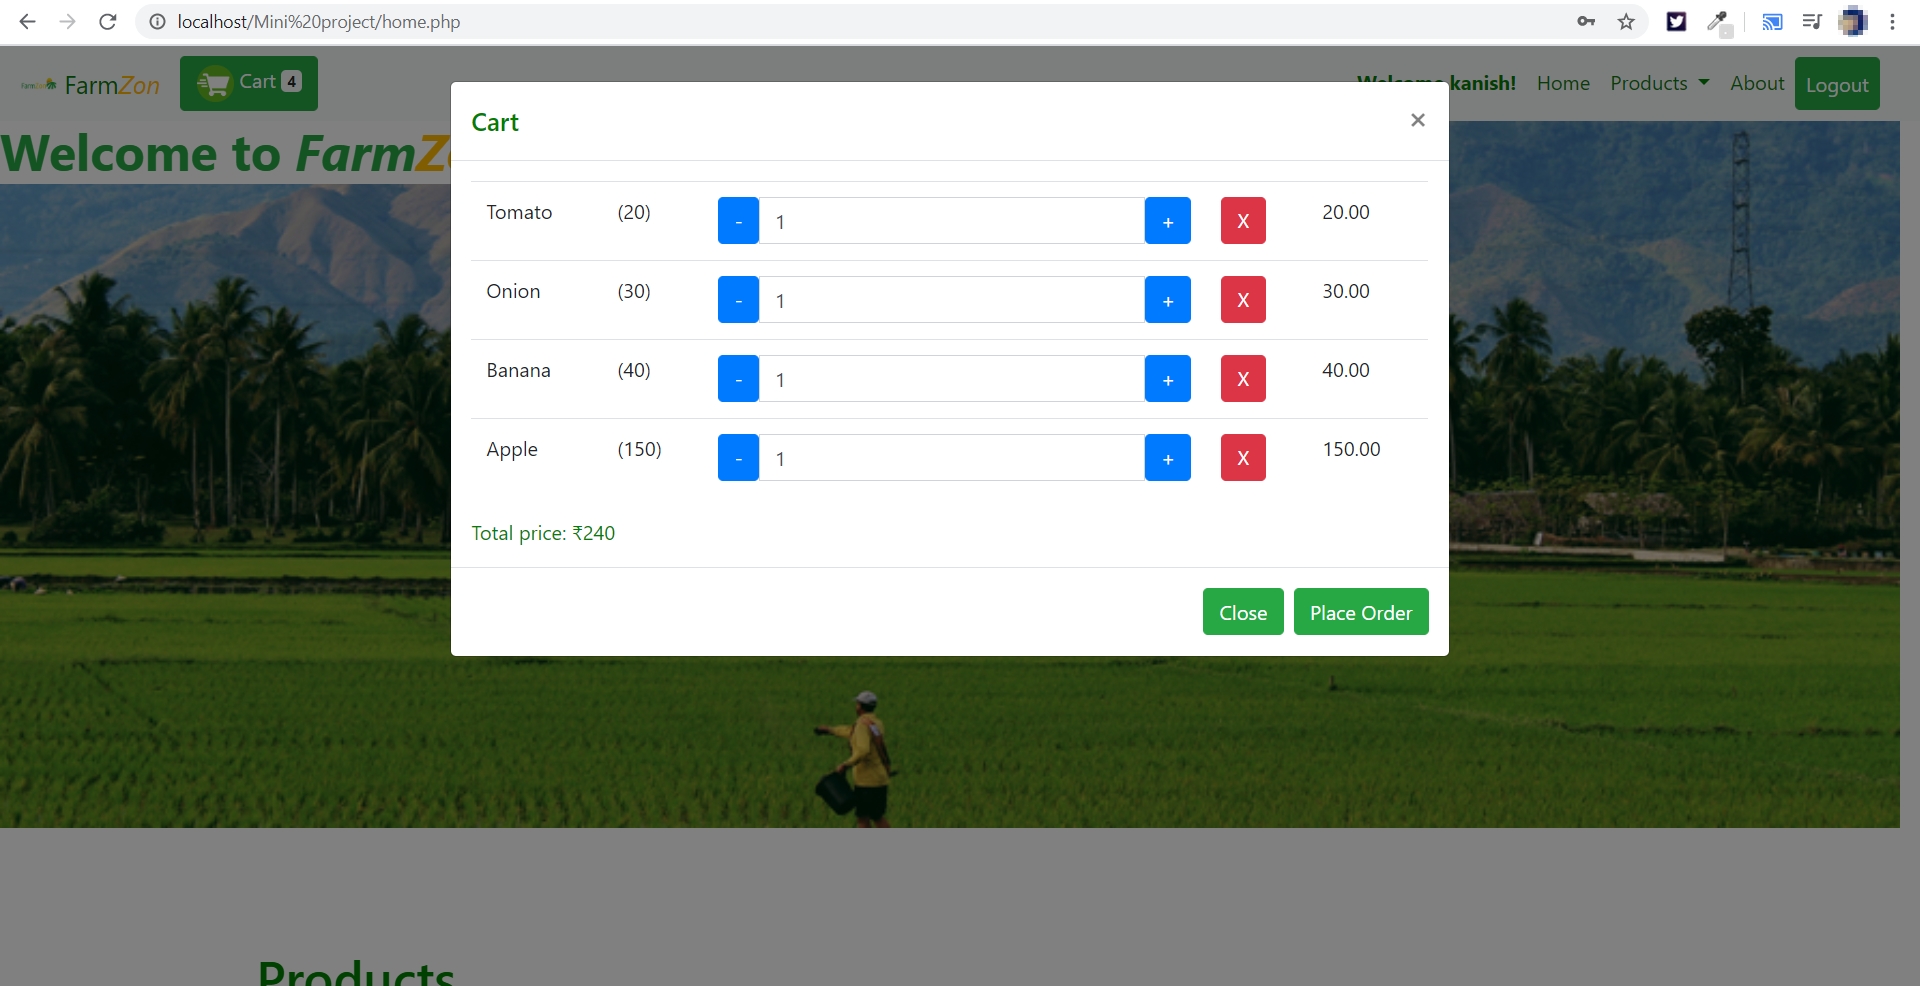 localhost/Mini%20project/home.php
FarmZon
Cart 4
kanish!
Home
Products
About
Logout
Welcome to Farm
Cart
×
Tomato (20) - 1 + X 20.00
Onion (30) - 1 + X 30.00
Banana (40) - 1 + X 40.00
Apple (150) - 1 + X 150.00
Total price: ₹240
Close Place Order
Products